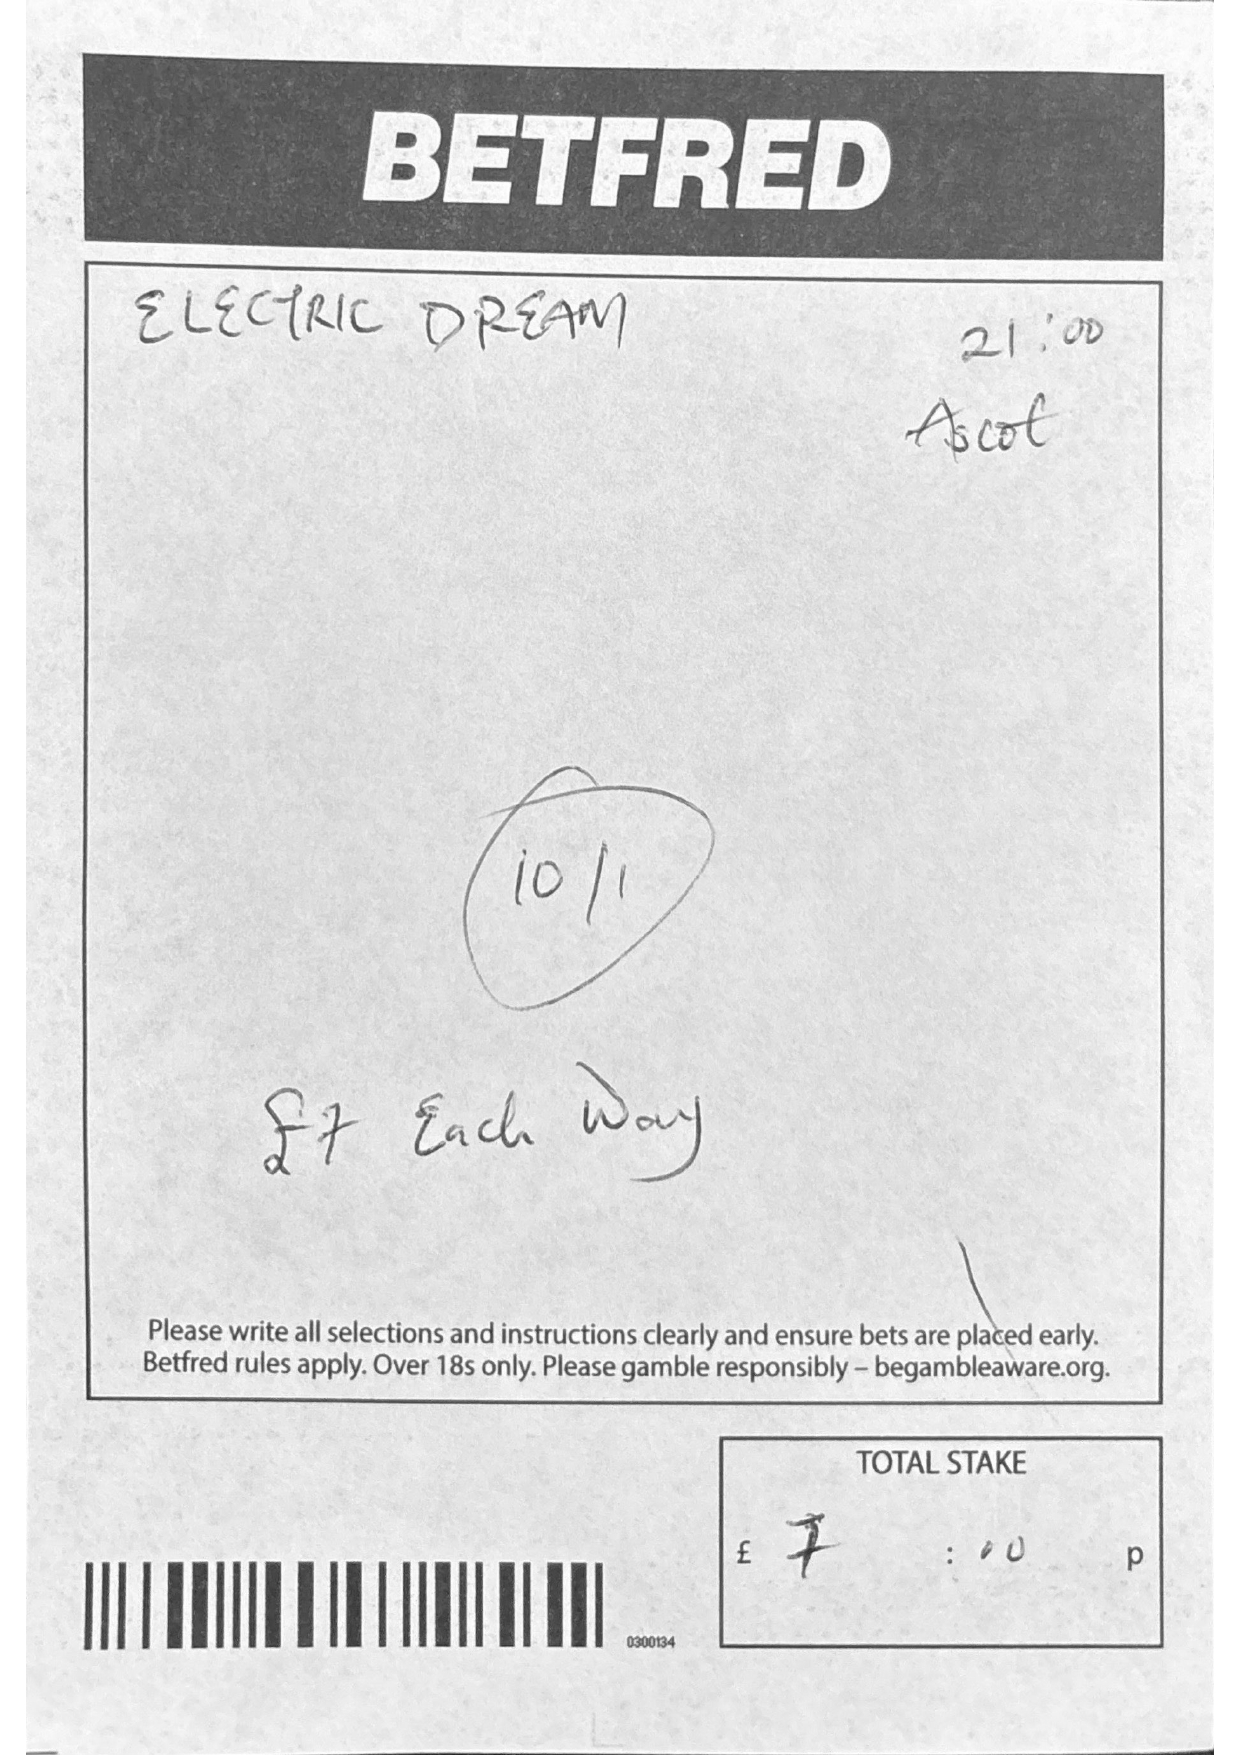 BETFRED
ELECTRIC DREAM
21:00
Ascot
10/1
£7 Each Way
Please write all selections and instructions clearly and ensure bets are placed early.
Betfred rules apply. Over 18s only. Please gamble responsibly – begambleaware.org.
TOTAL STAKE
£ 7 : 00 p
0300134